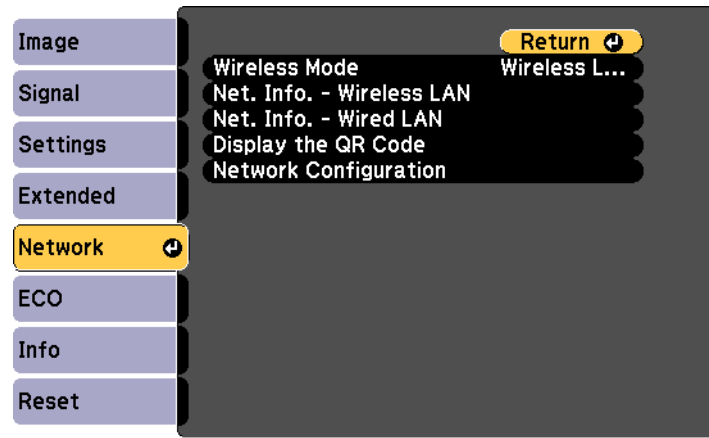 Image
Signal
Settings
Extended
Network
ECO
Info
Reset
Return
Wireless Mode Wireless L...
Net. Info. - Wireless LAN
Net. Info. - Wired LAN
Display the QR Code
Network Configuration